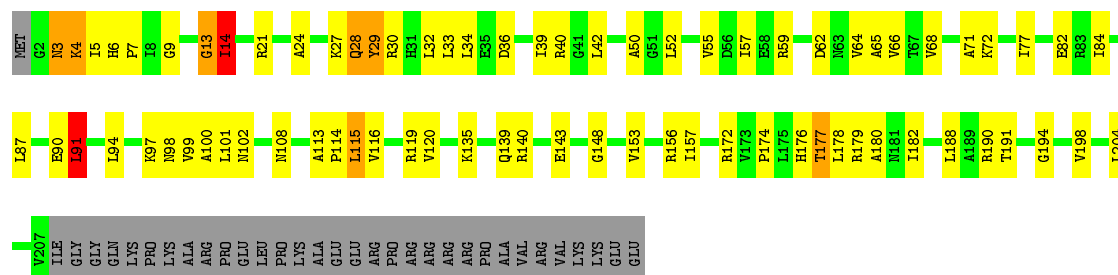 MET G2 N3 K4 I5 H6 P7 I8 G9 G13 I14 R21 A24 K27 Q28 Y29 R30 H31 L32 L33 L34 E35 D36 I39 R40 G41 L42 A50 G51 L52 V55 D56 I57 E58 R59 D62 N63 V64 A65 V66 T67 V68 A71 K72 I77 E82 R83 I84
L87 E90 L91 I94 K97 N98 V99 A100 L101 N102 N108 A113 P114 L115 V116 R119 V120 K135 Q139 R140 E143 G148 V153 R156 I157 R172 V173 P174 L175 H176 T177 L178 R179 A180 N181 I182 L188 A189 R190 T191 G194 V198
V207 ILE GLY GLY GLN LYS PRO LYS ALA ARG PRO GLU LEU PRO LYS ALA GLU GLU ARG PRO ARG ARG ARG ARG PRO ALA VAL ARG VAL LYS LYS GLU GLU